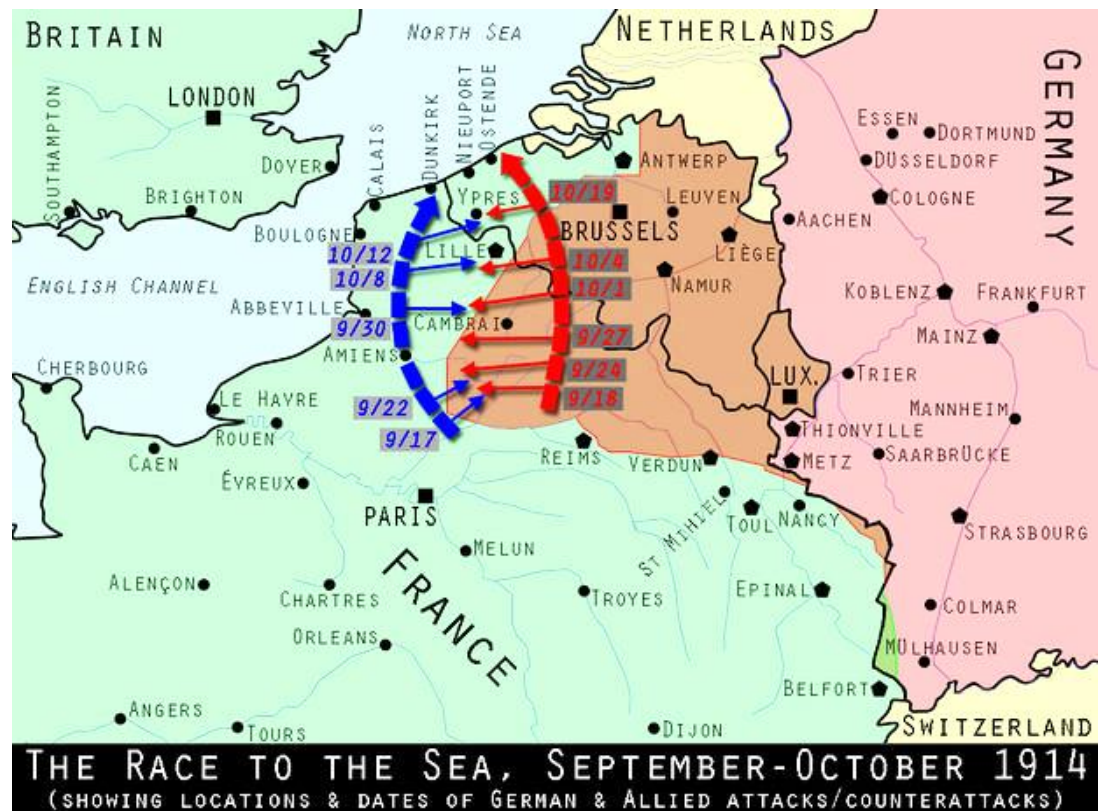 BRITAIN
NORTH SEA
NETHERLANDS
GERMANY
LONDON
SOUTHAMPTON
DOVER
BRIGHTON
CALAIS
DUNKIRK
NIEUPORT
OSTENDE
ANTWERP
ESSEN
DORTMUND
DÜSSELDORF
COLOGNE
YPRES
10/19
LEUVEN
BRUSSELS
AACHEN
BOULOGNE
10/12
LILLE
LIÈGE
10/8
10/4
10/1
NAMUR
ENGLISH CHANNEL
ABBEVILLE
KOBLENZ
FRANKFURT
9/30
CAMBRAI
9/27
MAINZ
AMIENS
CHERBOURG
9/24
LUX.
TRIER
9/22
9/18
LE HAVRE
MANNHEIM
9/17
ROUEN
THIONVILLE
CAEN
REIMS
VERDUN
METZ
SAARBRÜCKE
ÉVREUX
PARIS
ST MIHIEL
TOUL
NANCY
STRASBOURG
MELUN
FRANCE
ALENÇON
CHARTRES
TROYES
EPINAL
COLMAR
ORLEANS
MÜLHAUSEN
BELFORT
ANGERS
TOURS
DIJON
SWITZERLAND
THE RACE TO THE SEA, SEPTEMBER-OCTOBER 1914
(SHOWING LOCATIONS & DATES OF GERMAN & ALLIED ATTACKS/COUNTERATTACKS)